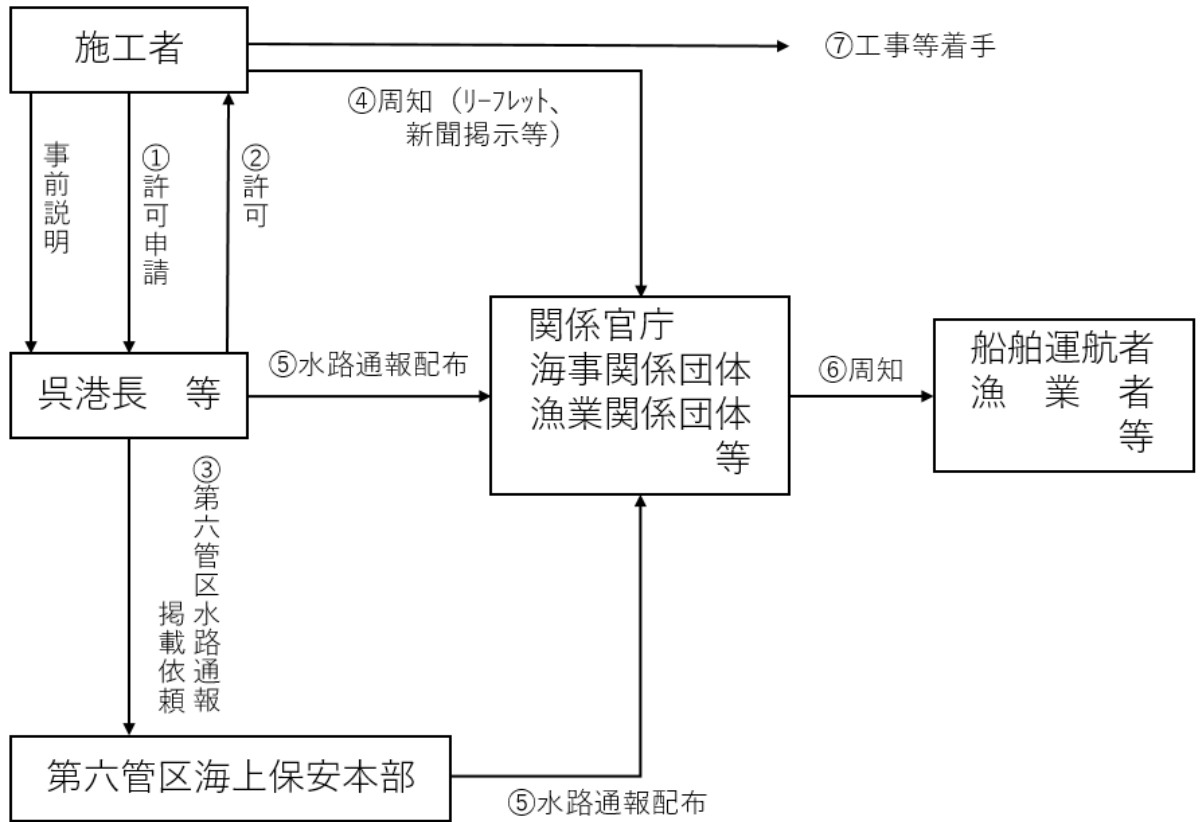 施工者
⑦工事等着手
④周知（リーフレット、
新聞掲示等）
事前説明
①許可申請
②許可
呉港長　等
⑤水路通報配布
関係官庁
海事関係団体
漁業関係団体
等
⑥周知
船舶運航者
漁　業　者
等
③第六管区水路通報
掲載依頼
第六管区海上保安本部
⑤水路通報配布